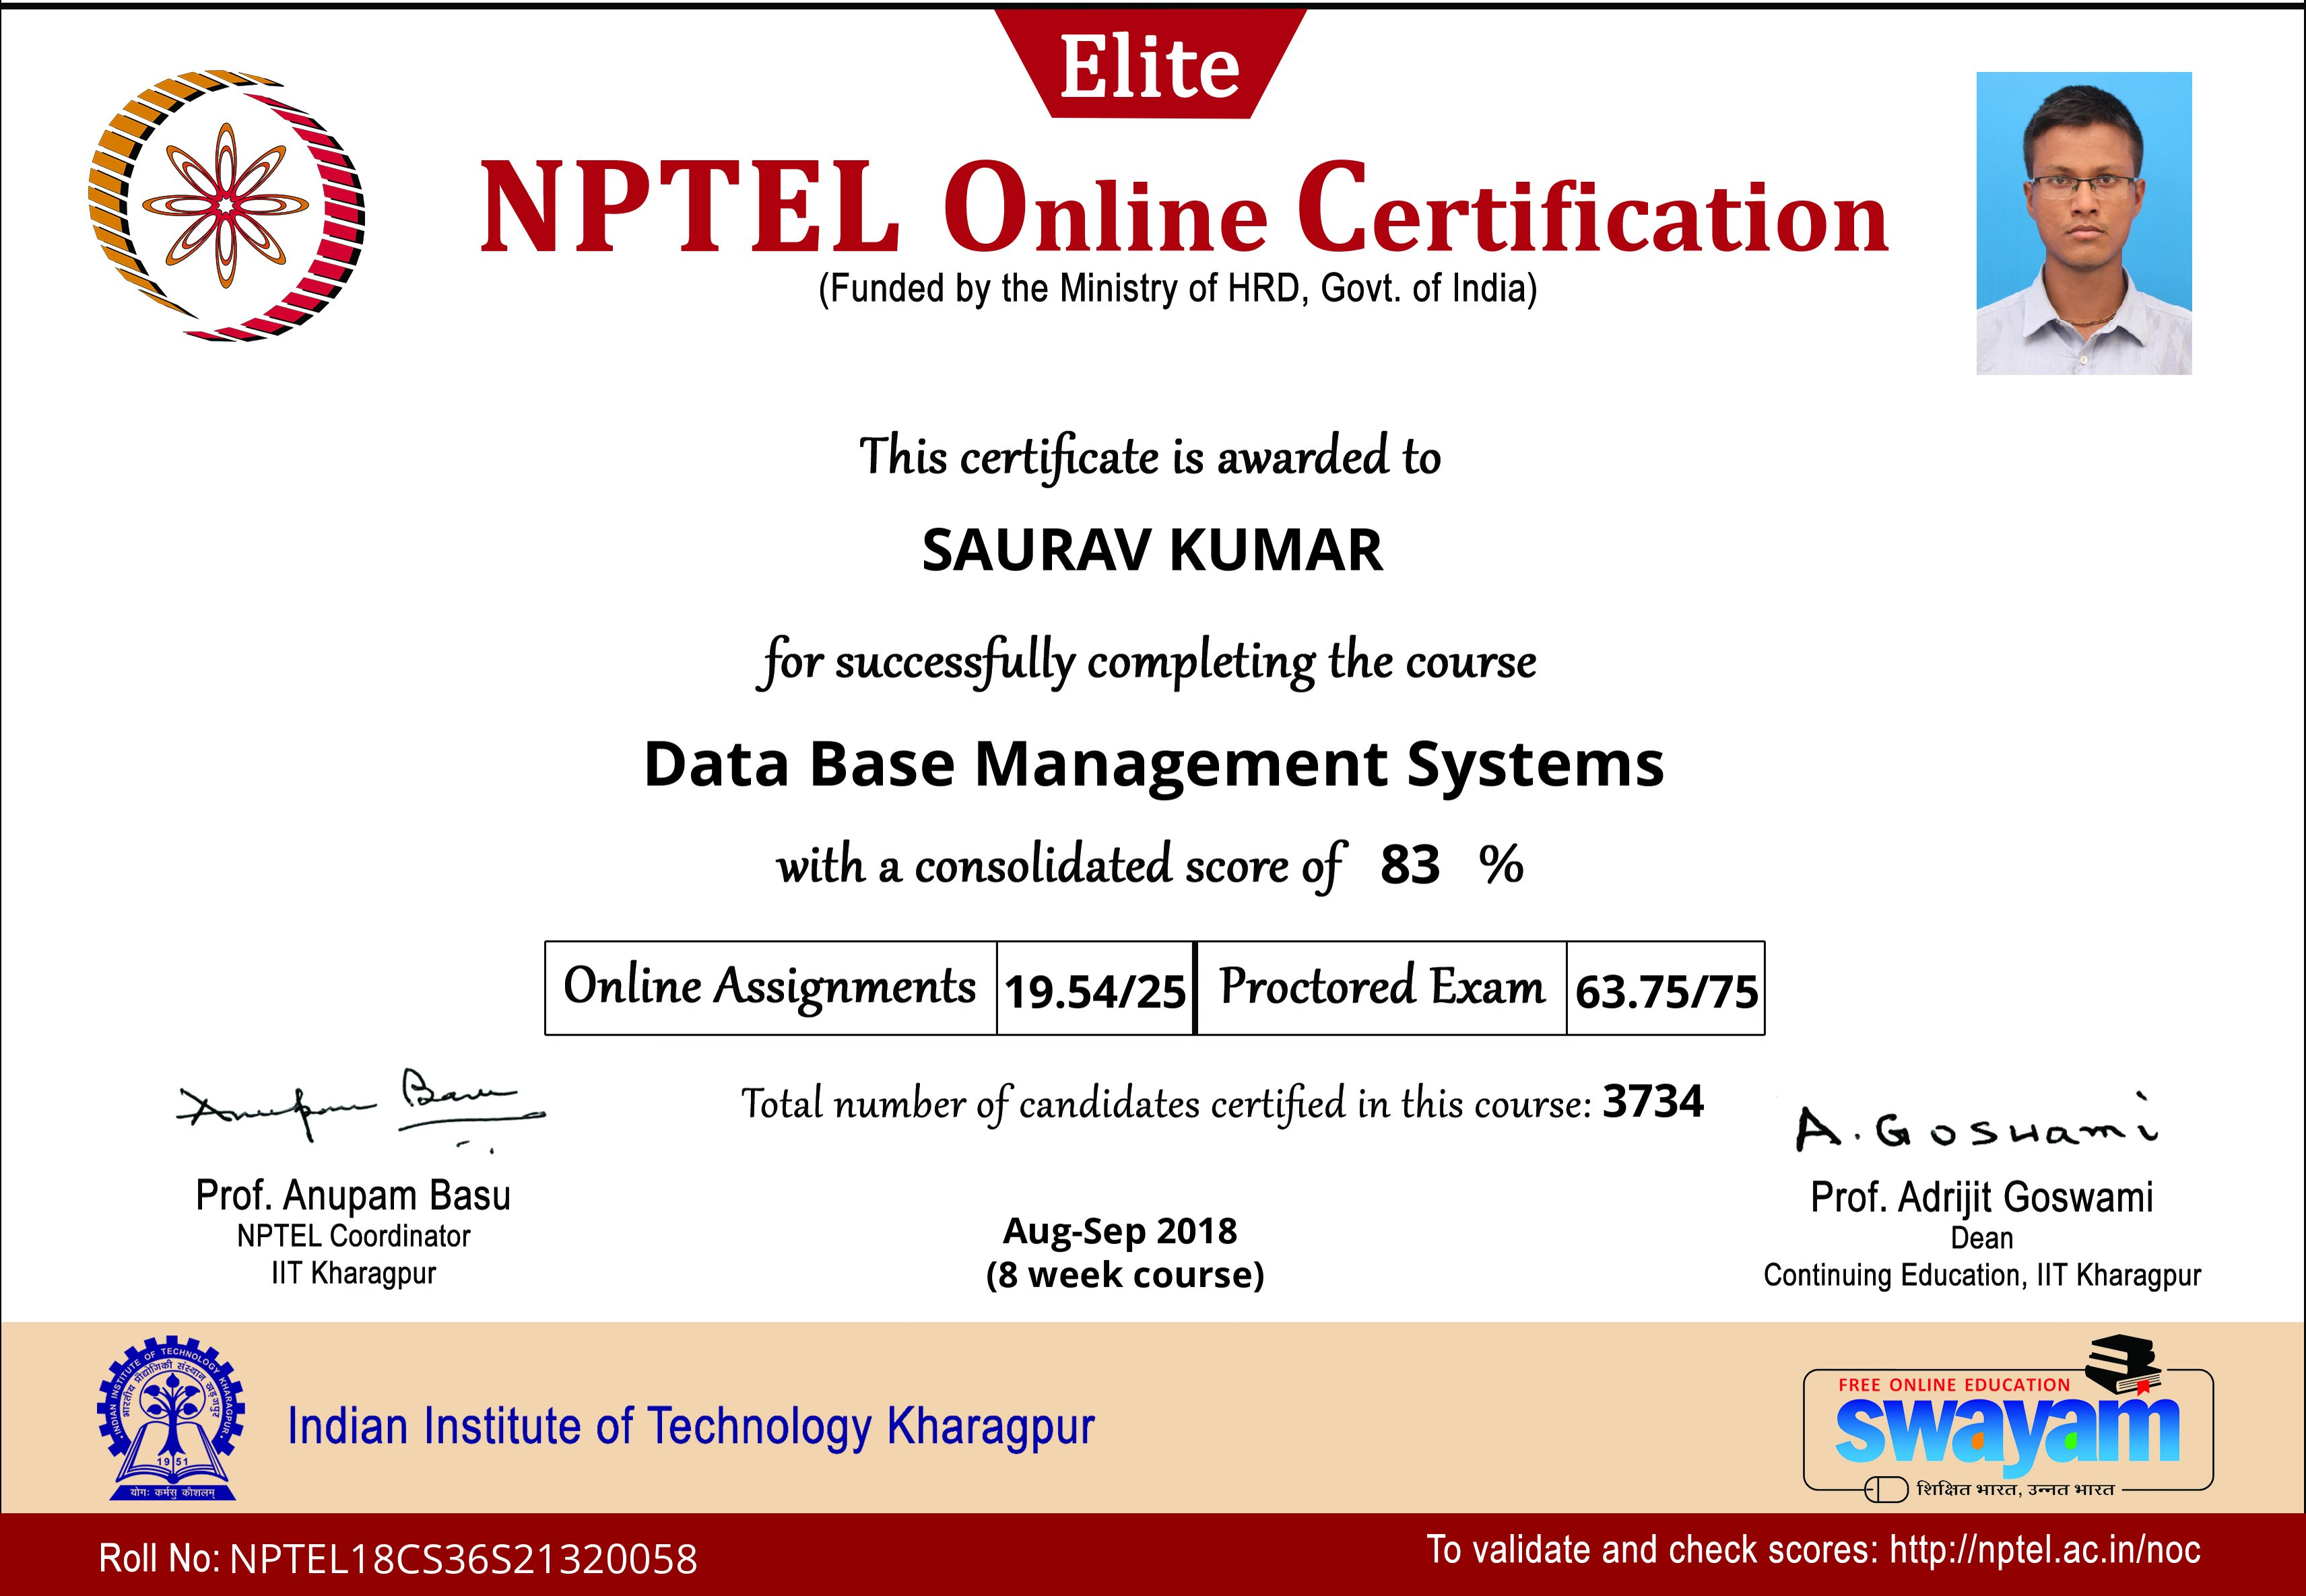 Elite
NPTEL Online Certification
(Funded by the Ministry of HRD, Govt. of India)
This certificate is awarded to
SAURAV KUMAR
for successfully completing the course
Data Base Management Systems
with a consolidated score of 83 %
Online Assignments 19.54/25 Proctored Exam 63.75/75
Total number of candidates certified in this course: 3734
Anupam Basu
A. Goswami
Prof. Anupam Basu
NPTEL Coordinator
IIT Kharagpur
Aug-Sep 2018
(8 week course)
Prof. Adrijit Goswami
Dean
Continuing Education, IIT Kharagpur
INDIAN INSTITUTE OF TECHNOLOGY KHARAGPUR
भारतीय प्रौद्योगिकी संस्थान खड़गपुर
1951
योगः कर्मसु कौशलम्
Indian Institute of Technology Kharagpur
FREE ONLINE EDUCATION
swayam
शिक्षित भारत, उन्नत भारत
Roll No: NPTEL18CS36S21320058
To validate and check scores: http://nptel.ac.in/noc